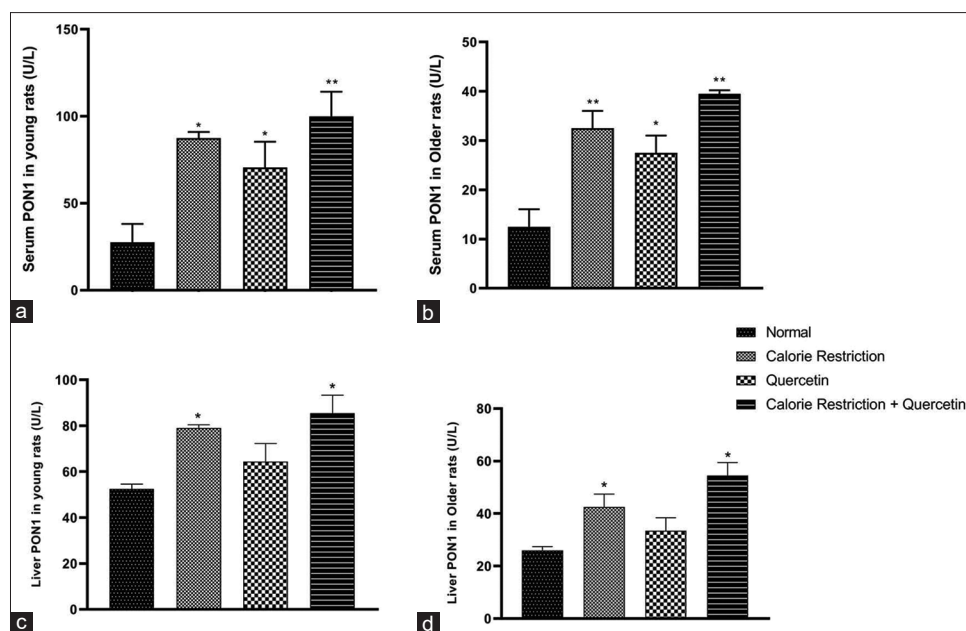 Serum PON1 in young rats (U/L)
150
100
50
0
*
*
**
a
Serum PON1 in Older rats (U/L)
50
40
30
20
10
0
**
*
**
b
Normal
Calorie Restriction
Quercetin
Calorie Restriction + Quercetin
Liver PON1 in young rats (U/L)
100
80
60
40
20
0
*
*
c
Liver PON1 in Older rats (U/L)
80
60
40
20
0
*
*
d